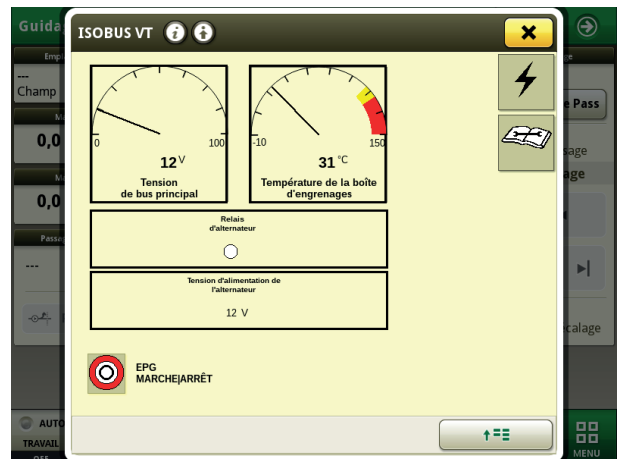 Guida
ISOBUS VT
Champ
0,0
0,0
---
---
e Pass
sage
age
calage
0
100
12 V
Tension
de bus principal
-10
150
31 °C
Température de la boîte
d'engrenages
Relais
d'alternateur
Tension d'alimentation de
l'alternateur
12 V
EPG
MARCHE|ARRÊT
AUTO
TRAVAIL
OFF
MENU